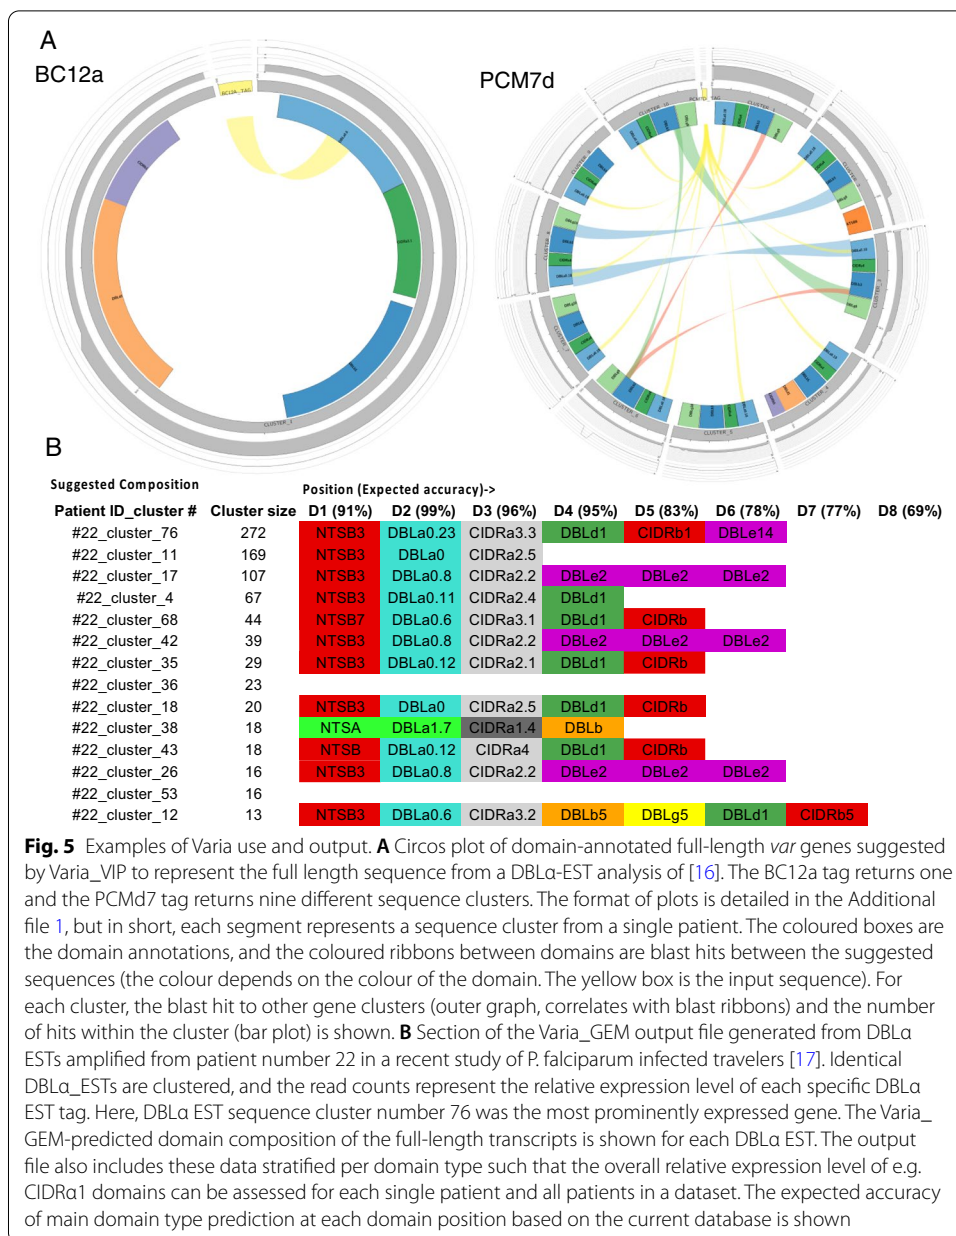 A
BC12a
PCM7d
BC12A_TAG
CLUSTER_1
PCM7D_TAG
CLUSTER_1
CLUSTER_5
B
Suggested Composition Position (Expected accuracy)->
Patient ID_cluster # Cluster size D1 (91%) D2 (99%) D3 (96%) D4 (95%) D5 (83%) D6 (78%) D7 (77%) D8 (69%)
#22_cluster_76 272 NTSB3 DBLa0.23 CIDRa3.3 DBLd1 CIDRb1 DBLe14
#22_cluster_11 169 NTSB3 DBLa0 CIDRa2.5
#22_cluster_17 107 NTSB3 DBLa0.8 CIDRa2.2 DBLe2 DBLe2 DBLe2
#22_cluster_4 67 NTSB3 DBLa0.11 CIDRa2.4 DBLd1
#22_cluster_68 44 NTSB7 DBLa0.6 CIDRa3.1 DBLd1 CIDRb
#22_cluster_42 39 NTSB3 DBLa0.8 CIDRa2.2 DBLe2 DBLe2 DBLe2
#22_cluster_35 29 NTSB3 DBLa0.12 CIDRa2.1 DBLd1 CIDRb
#22_cluster_36 23
#22_cluster_18 20 NTSB3 DBLa0 CIDRa2.5 DBLd1 CIDRb
#22_cluster_38 18 NTSA DBLa1.7 CIDRa1.4 DBLb
#22_cluster_43 18 NTSB DBLa0.12 CIDRa4 DBLd1 CIDRb
#22_cluster_26 16 NTSB3 DBLa0.8 CIDRa2.2 DBLe2 DBLe2 DBLe2
#22_cluster_53 16
#22_cluster_12 13 NTSB3 DBLa0.6 CIDRa3.2 DBLb5 DBLg5 DBLd1 CIDRb5
Fig. 5 Examples of Varia use and output. A Circos plot of domain-annotated full-length var genes suggested
by Varia_VIP to represent the full length sequence from a DBLα-EST analysis of [16]. The BC12a tag returns one
and the PCMd7 tag returns nine different sequence clusters. The format of plots is detailed in the Additional
file 1, but in short, each segment represents a sequence cluster from a single patient. The coloured boxes are
the domain annotations, and the coloured ribbons between domains are blast hits between the suggested
sequences (the colour depends on the colour of the domain. The yellow box is the input sequence). For
each cluster, the blast hit to other gene clusters (outer graph, correlates with blast ribbons) and the number
of hits within the cluster (bar plot) is shown. B Section of the Varia_GEM output file generated from DBLα
ESTs amplified from patient number 22 in a recent study of P. falciparum infected travelers [17]. Identical
DBLα_ESTs are clustered, and the read counts represent the relative expression level of each specific DBLα
EST tag. Here, DBLα EST sequence cluster number 76 was the most prominently expressed gene. The Varia_
GEM-predicted domain composition of the full-length transcripts is shown for each DBLα EST. The output
file also includes these data stratified per domain type such that the overall relative expression level of e.g.
CIDRα1 domains can be assessed for each single patient and all patients in a dataset. The expected accuracy
of main domain type prediction at each domain position based on the current database is shown